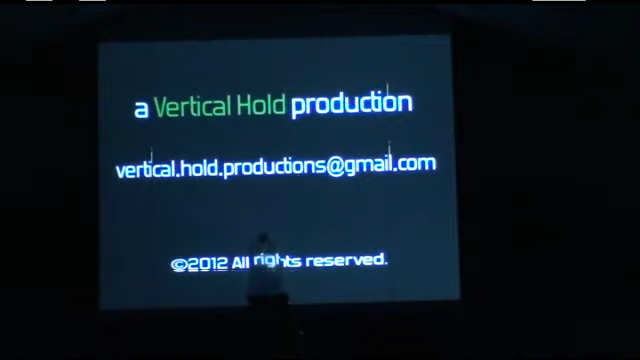 a Vertical Hold production
vertical.hold.productions@gmail.com
©2012 All rights reserved.